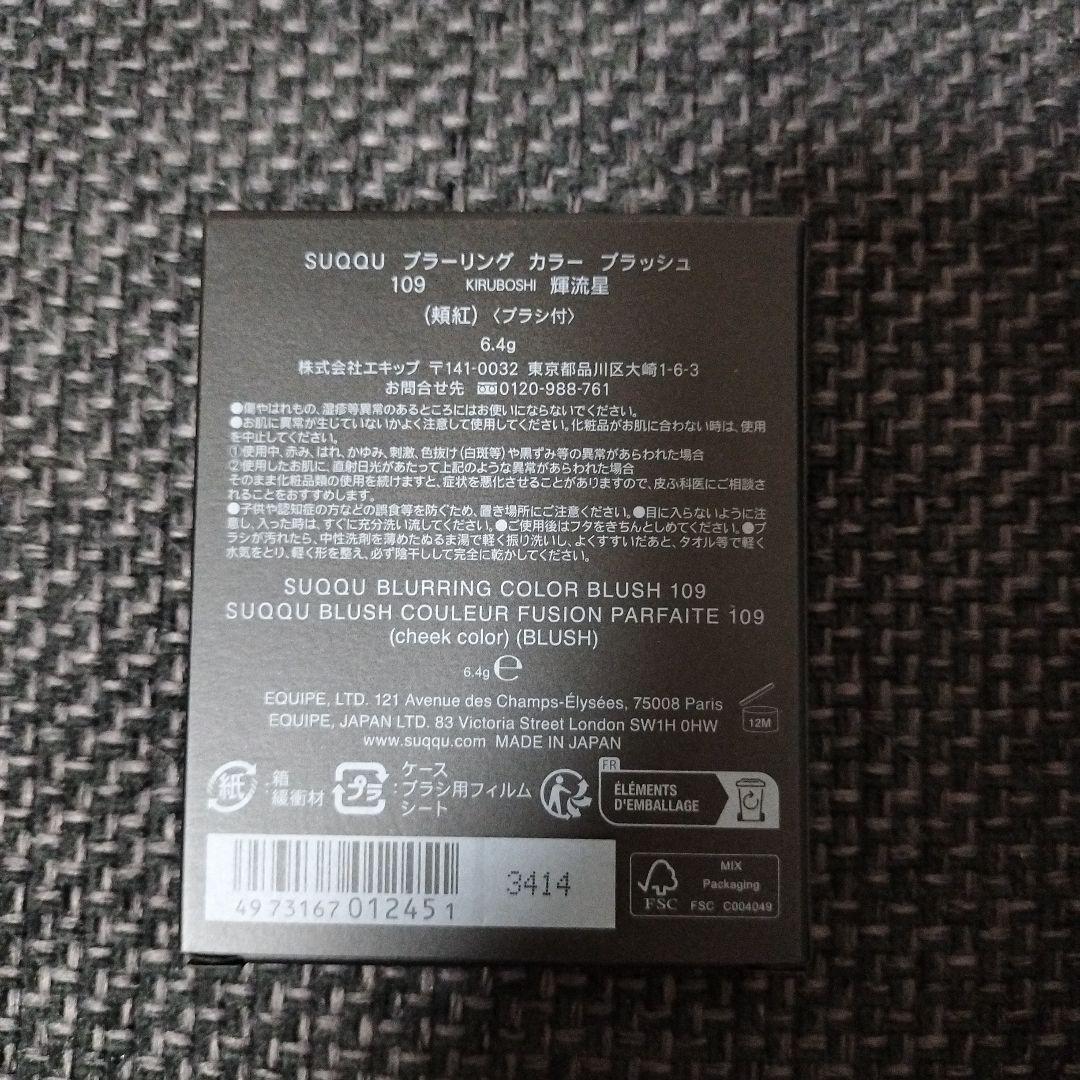 SUQQU ブラーリング カラー ブラッシュ
109 KIRUBOSHI 輝流星
(頬紅)〈ブラシ付〉
6.4g
株式会社エキップ 〒141-0032 東京都品川区大崎1-6-3
お問合せ先 0120-988-761
●傷やはれもの、湿疹等異常のあるところにはお使いにならないでください。
●お肌に異常が生じていないかよく注意して使用してください。化粧品がお肌に合わない時は、使用
を中止してください。
①使用中、赤み、はれ、かゆみ、刺激、色抜け(白斑等)や黒ずみ等の異常があらわれた場合
②使用したお肌に、直射日光があたって上記のような異常があらわれた場合
そのまま化粧品類の使用を続けますと、症状を悪化させることがありますので、皮ふ科医にご相談さ
れることをおすすめします。
●子供や認知症の方などの誤食等を防ぐため、置き場所にご注意ください。●目に入らないように注
意し、入った時は、すぐに充分洗い流してください。●ご使用後はフタをきちんとしめてください。●ブ
ラシが汚れたら、中性洗剤を薄めたぬるま湯で軽く振り洗いし、よくすすいだあと、タオル等で軽く
水気をとり、軽く形を整え、必ず陰干しして完全に乾かしてください。
SUQQU BLURRING COLOR BLUSH 109
SUQQU BLUSH COULEUR FUSION PARFAITE 109
(cheek color) (BLUSH)
6.4g ℮
EQUIPE, LTD. 121 Avenue des Champs-Élysées, 75008 Paris
EQUIPE, JAPAN LTD. 83 Victoria Street London SW1H 0HW
www.suqqu.com MADE IN JAPAN
12M
紙 : 箱
緩衝材
プラ : ケース
ブラシ用フィルム
シート
FR
ÉLÉMENTS
D'EMBALLAGE
4973167012451
3414
FSC
MIX
Packaging
FSC C004049